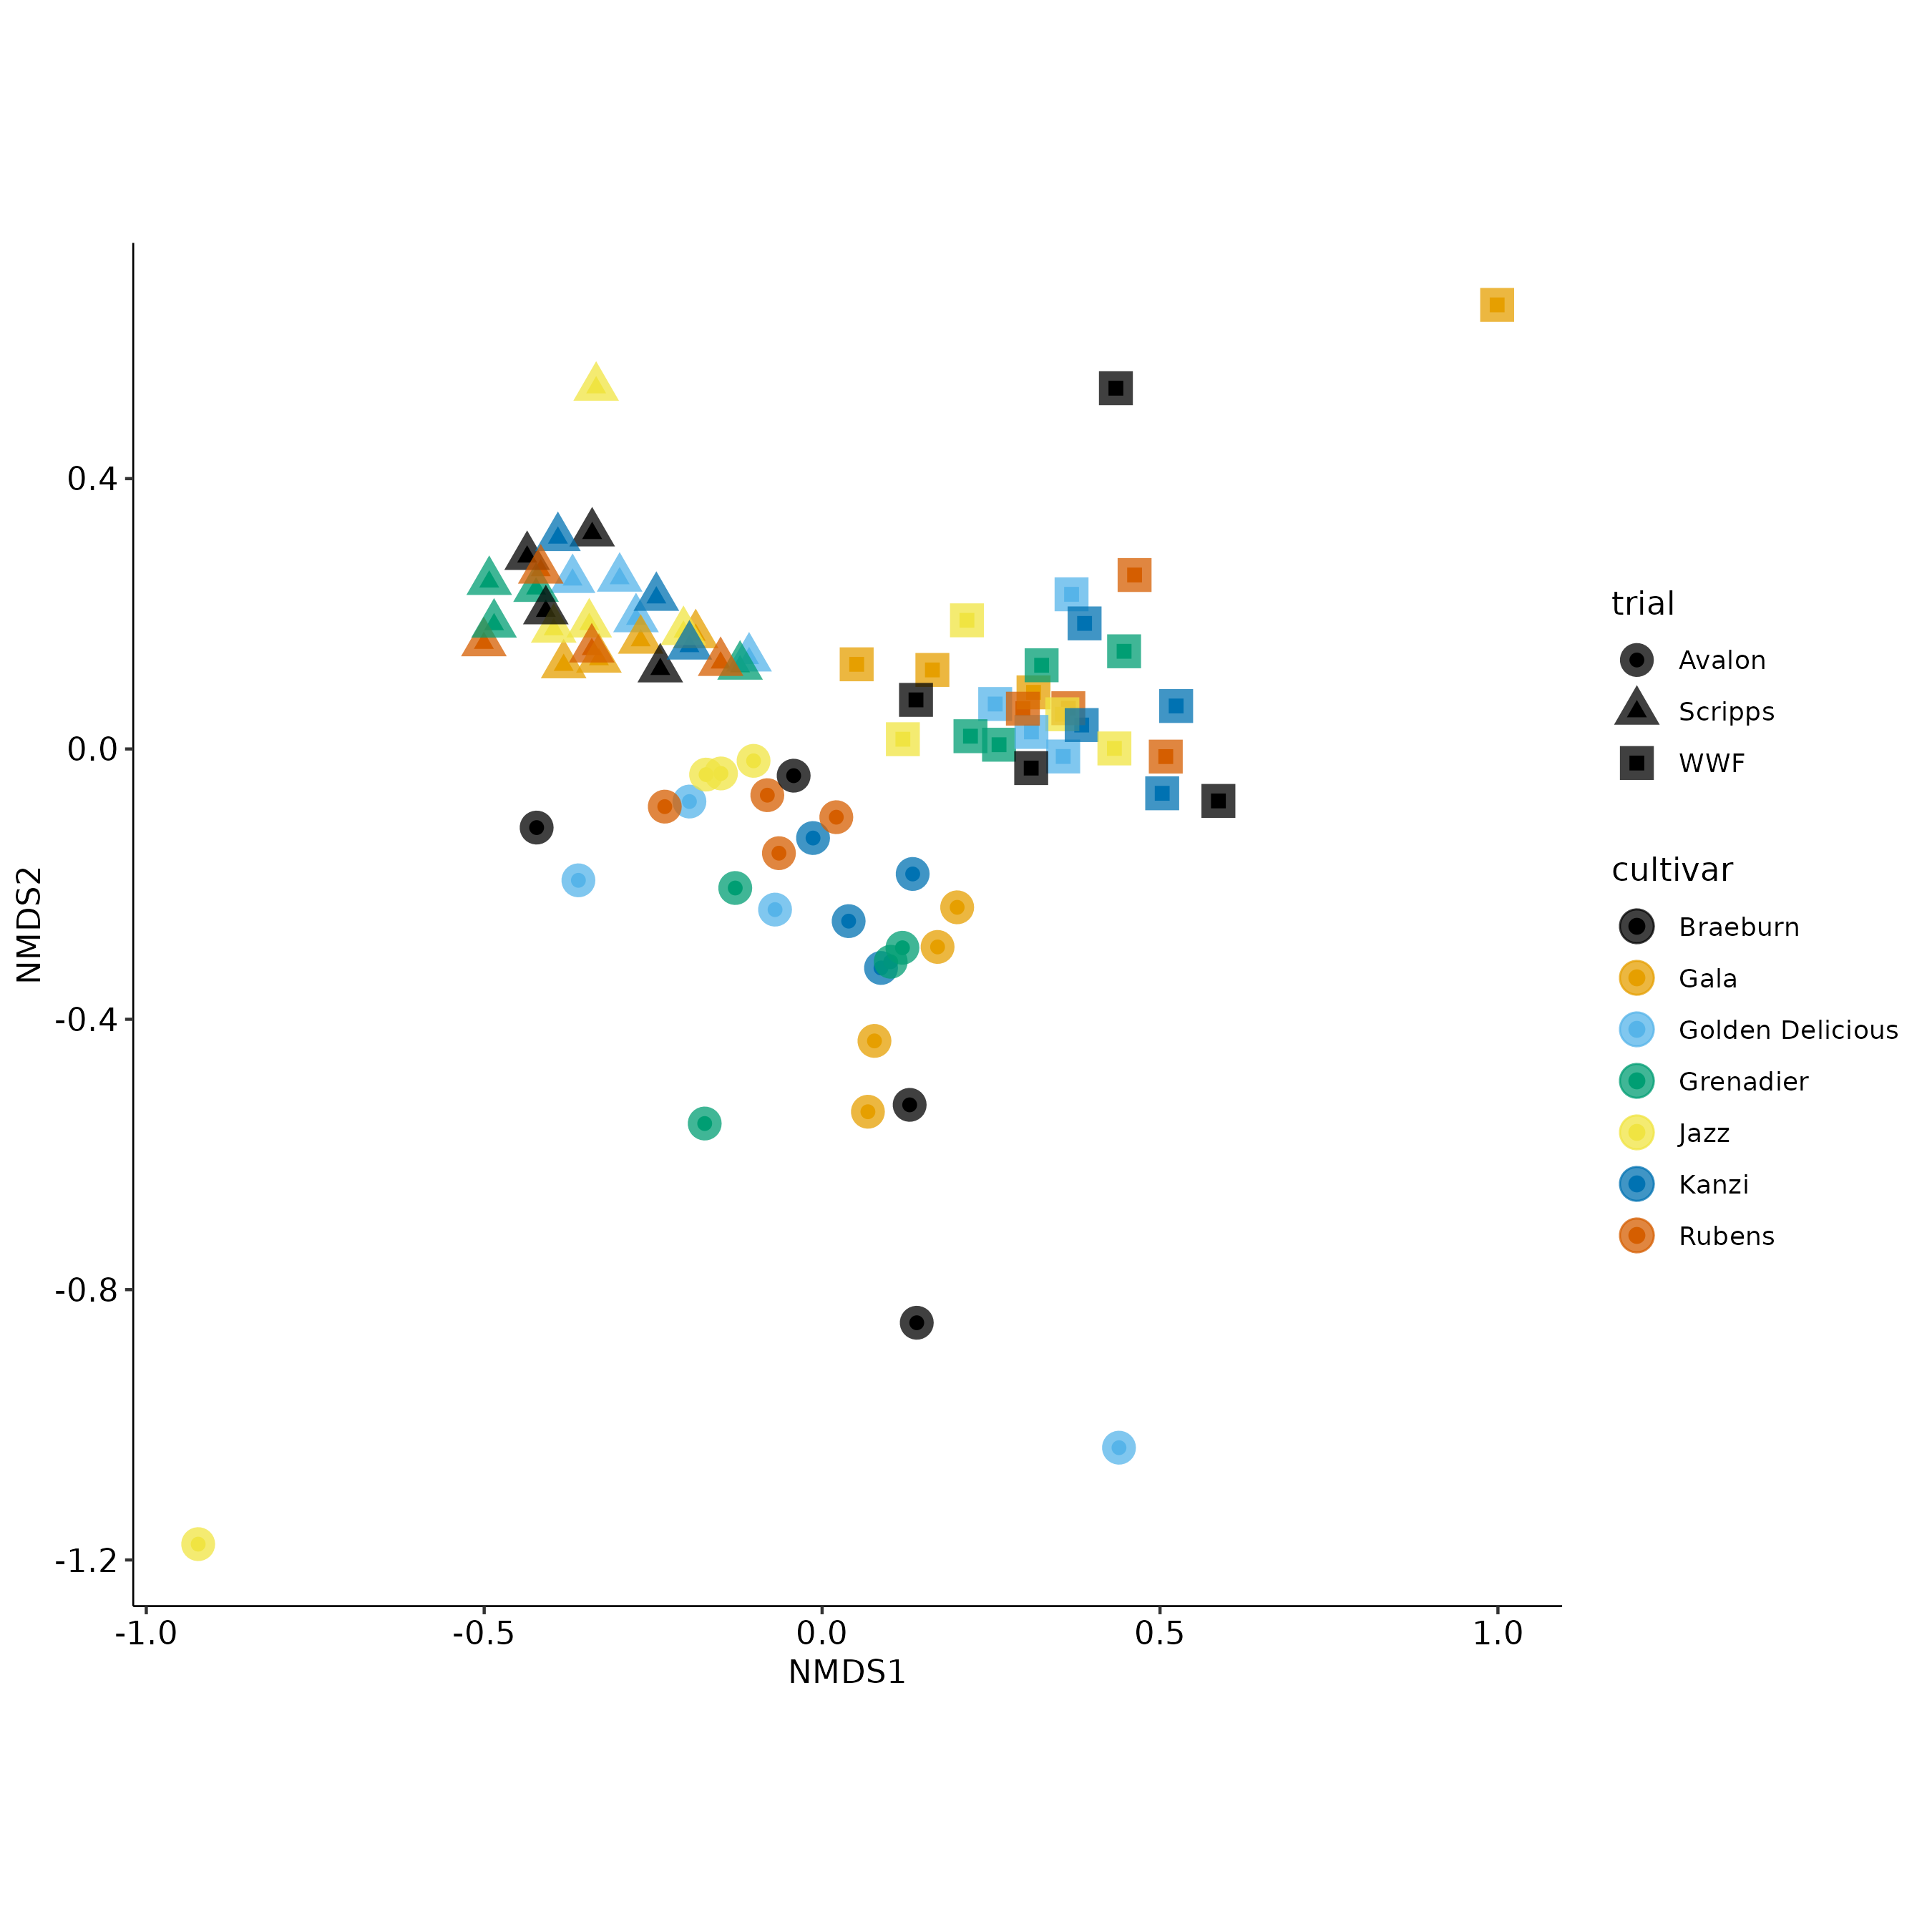 0.4
0.0
-0.4
-0.8
-1.2
NMDS2
-1.0
-0.5
0.0
0.5
1.0
NMDS1
trial
Avalon
Scripps
WWF
cultivar
Braeburn
Gala
Golden Delicious
Grenadier
Jazz
Kanzi
Rubens